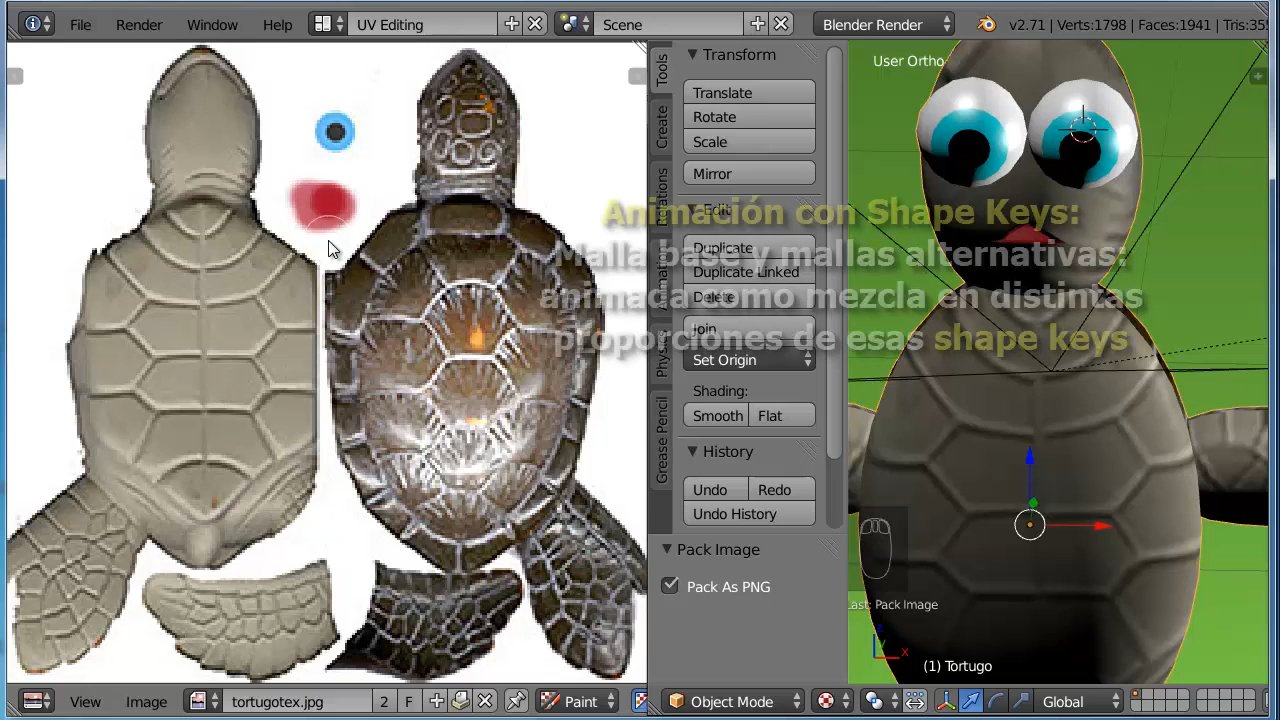 File
Render
Window
Help
UV Editing
Scene
Blender Render
v2.71 | Verts:1798 | Faces:1941 | Tris:35
Tools
Create
Relations
Animation
Physics
Grease Pencil
Transform
Translate
Rotate
Scale
Mirror
Edit
Duplicate
Duplicate Linked
Delete
Join
Set Origin
Shading:
Smooth
Flat
History
Undo
Redo
Undo History
Pack Image
Pack As PNG
User Ortho
Animación con Shape Keys:
Malla base y mallas alternativas:
animada como mezcla en distintas
proporciones de esas shape keys
Last: Pack Image
z
y
x
(1) Tortugo
View
Image
tortugotex.jpg
2
F
Paint
Object Mode
Global